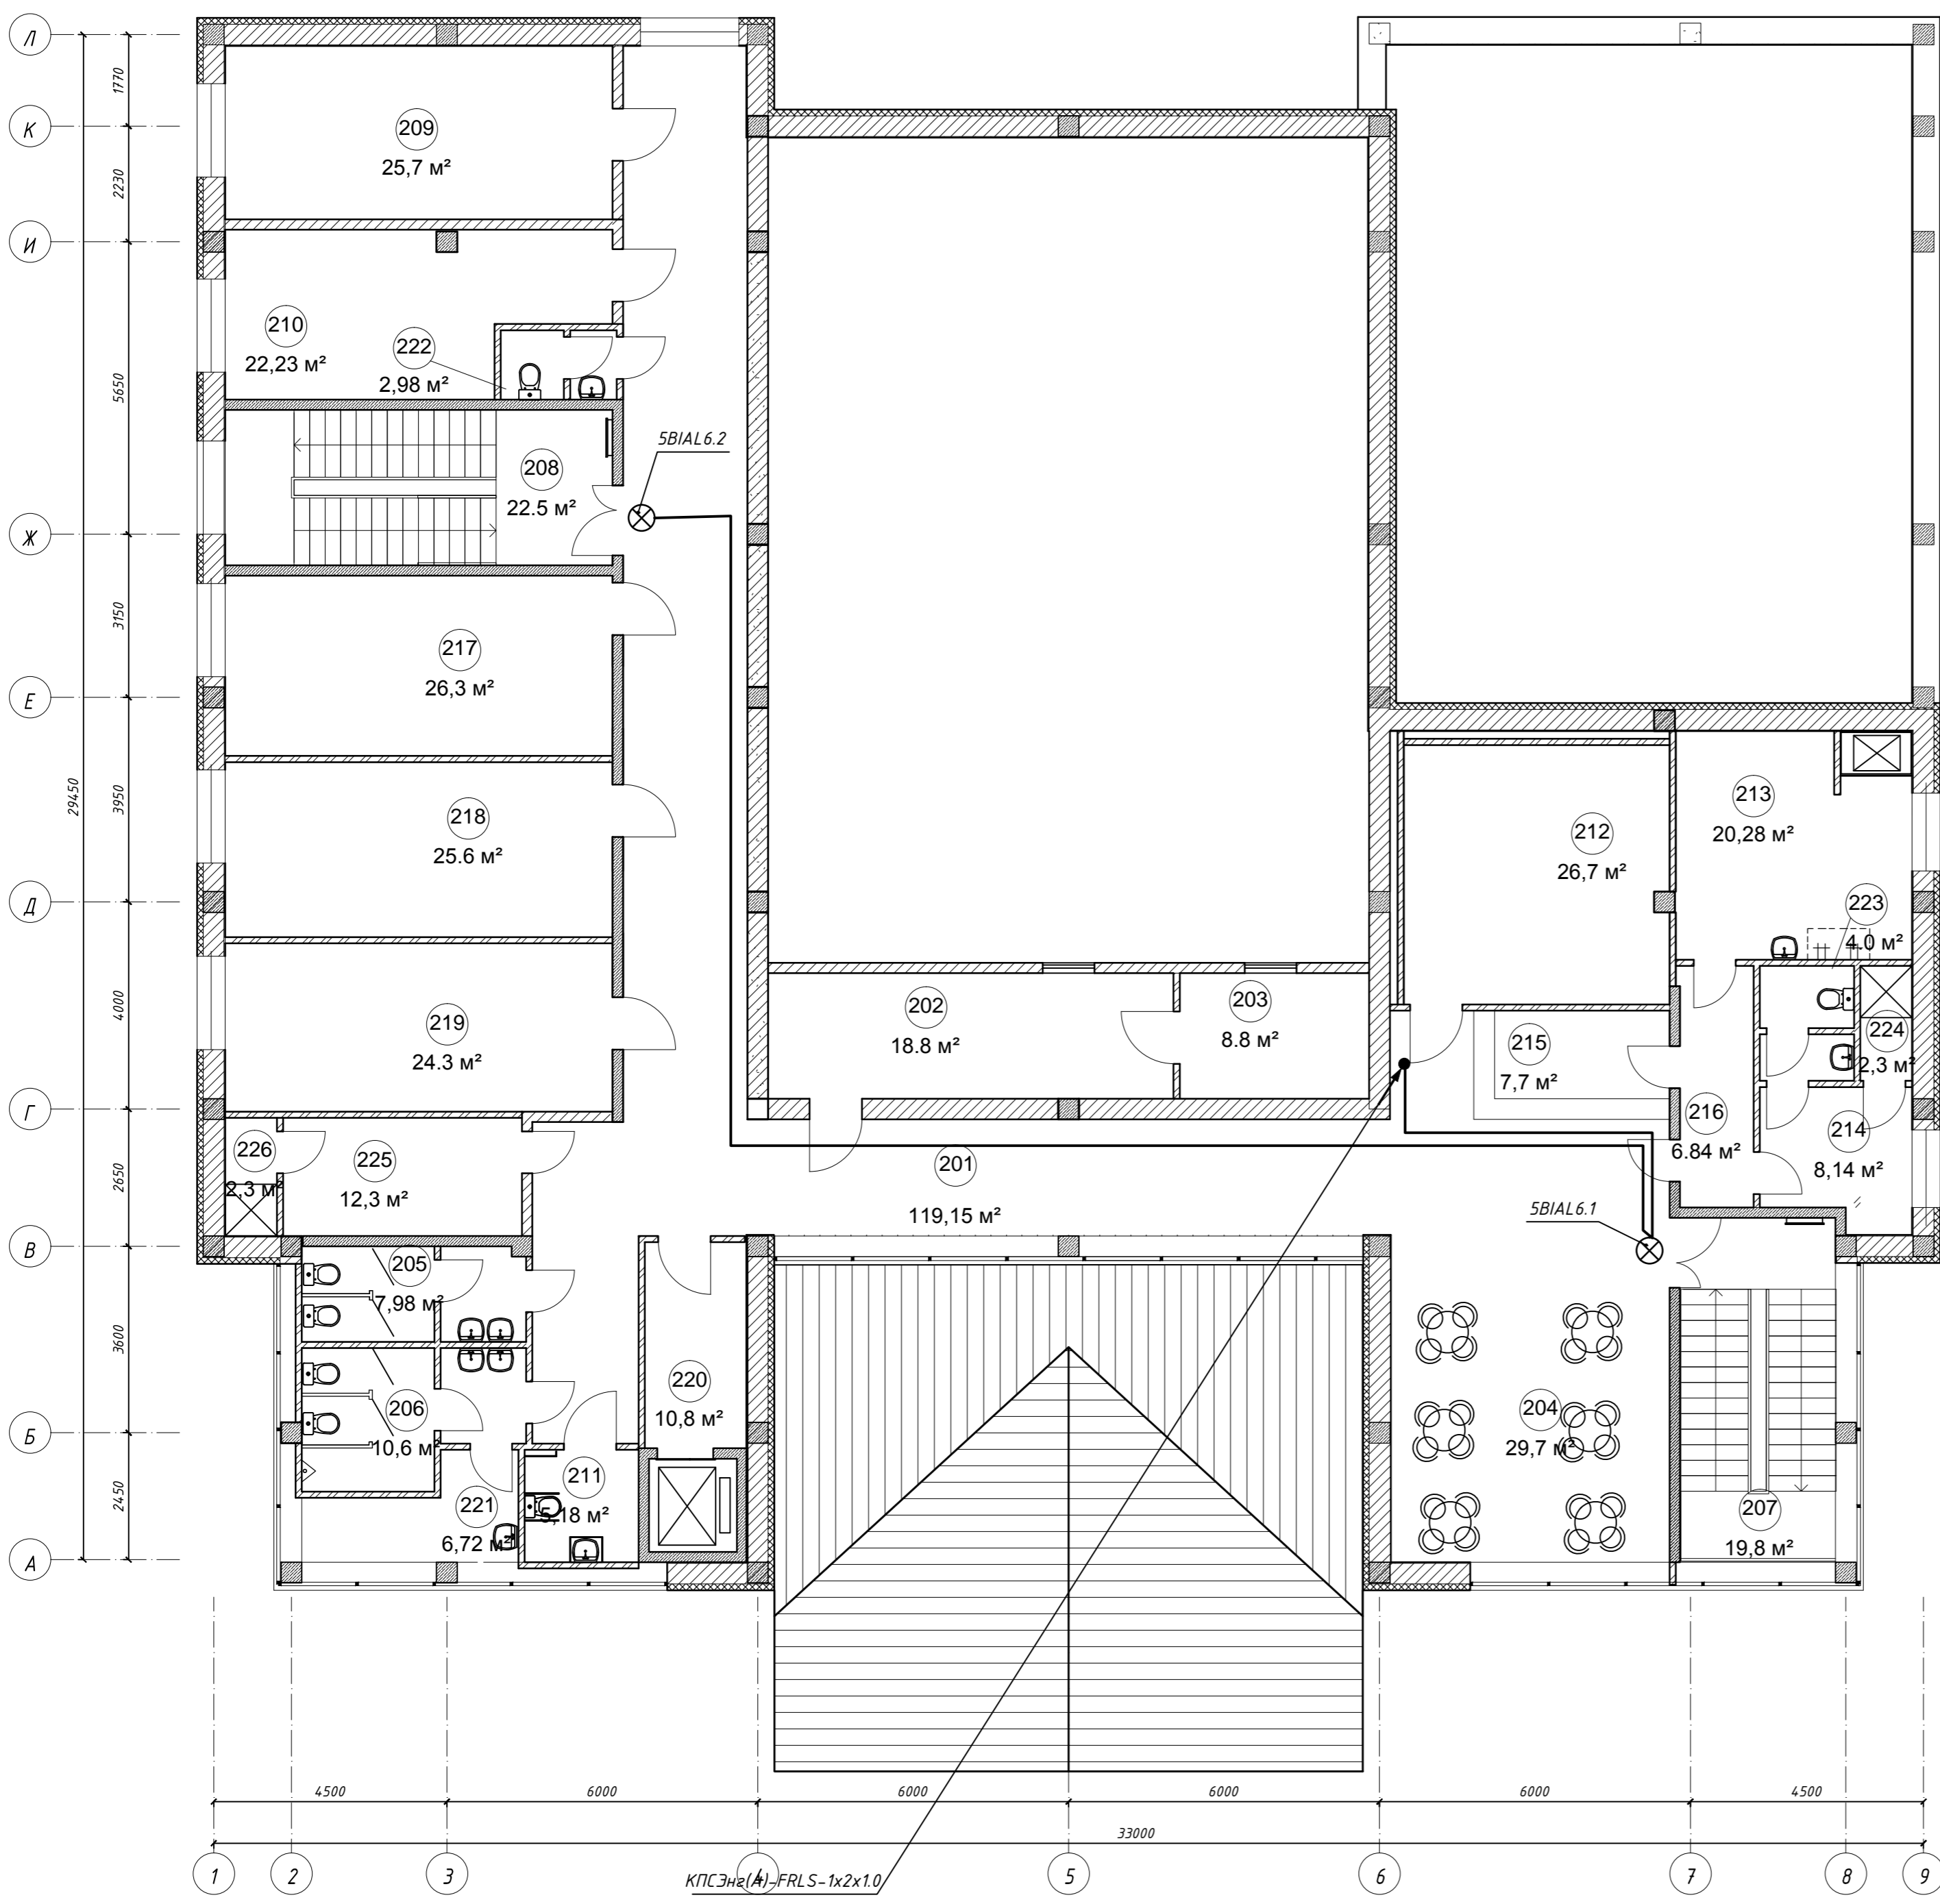 Л
К
И
Ж
Е
Д
Г
В
Б
А
1770
2230
5650
3150
3950
4000
2650
3600
2450
29450
209
25,7 м²
210
22,23 м²
222
2,98 м²
208
22.5 м²
5BIAL6.2
217
26,3 м²
218
25.6 м²
219
24.3 м²
226
2,3 м²
225
12,3 м²
205
7,98 м²
206
10,6 м²
221
6,72 м²
211
5,18 м²
220
10,8 м²
202
18.8 м²
203
8.8 м²
201
119,15 м²
212
26,7 м²
213
20,28 м²
223
4.0 м²
215
7,7 м²
224
2,3 м²
216
6.84 м²
214
8,14 м²
5BIAL6.1
204
29,7 м²
207
19,8 м²
4500
6000
6000
6000
6000
4500
33000
1
2
3
4
5
6
7
8
9
КПСЭнг(А)-FRLS-1x2x1.0